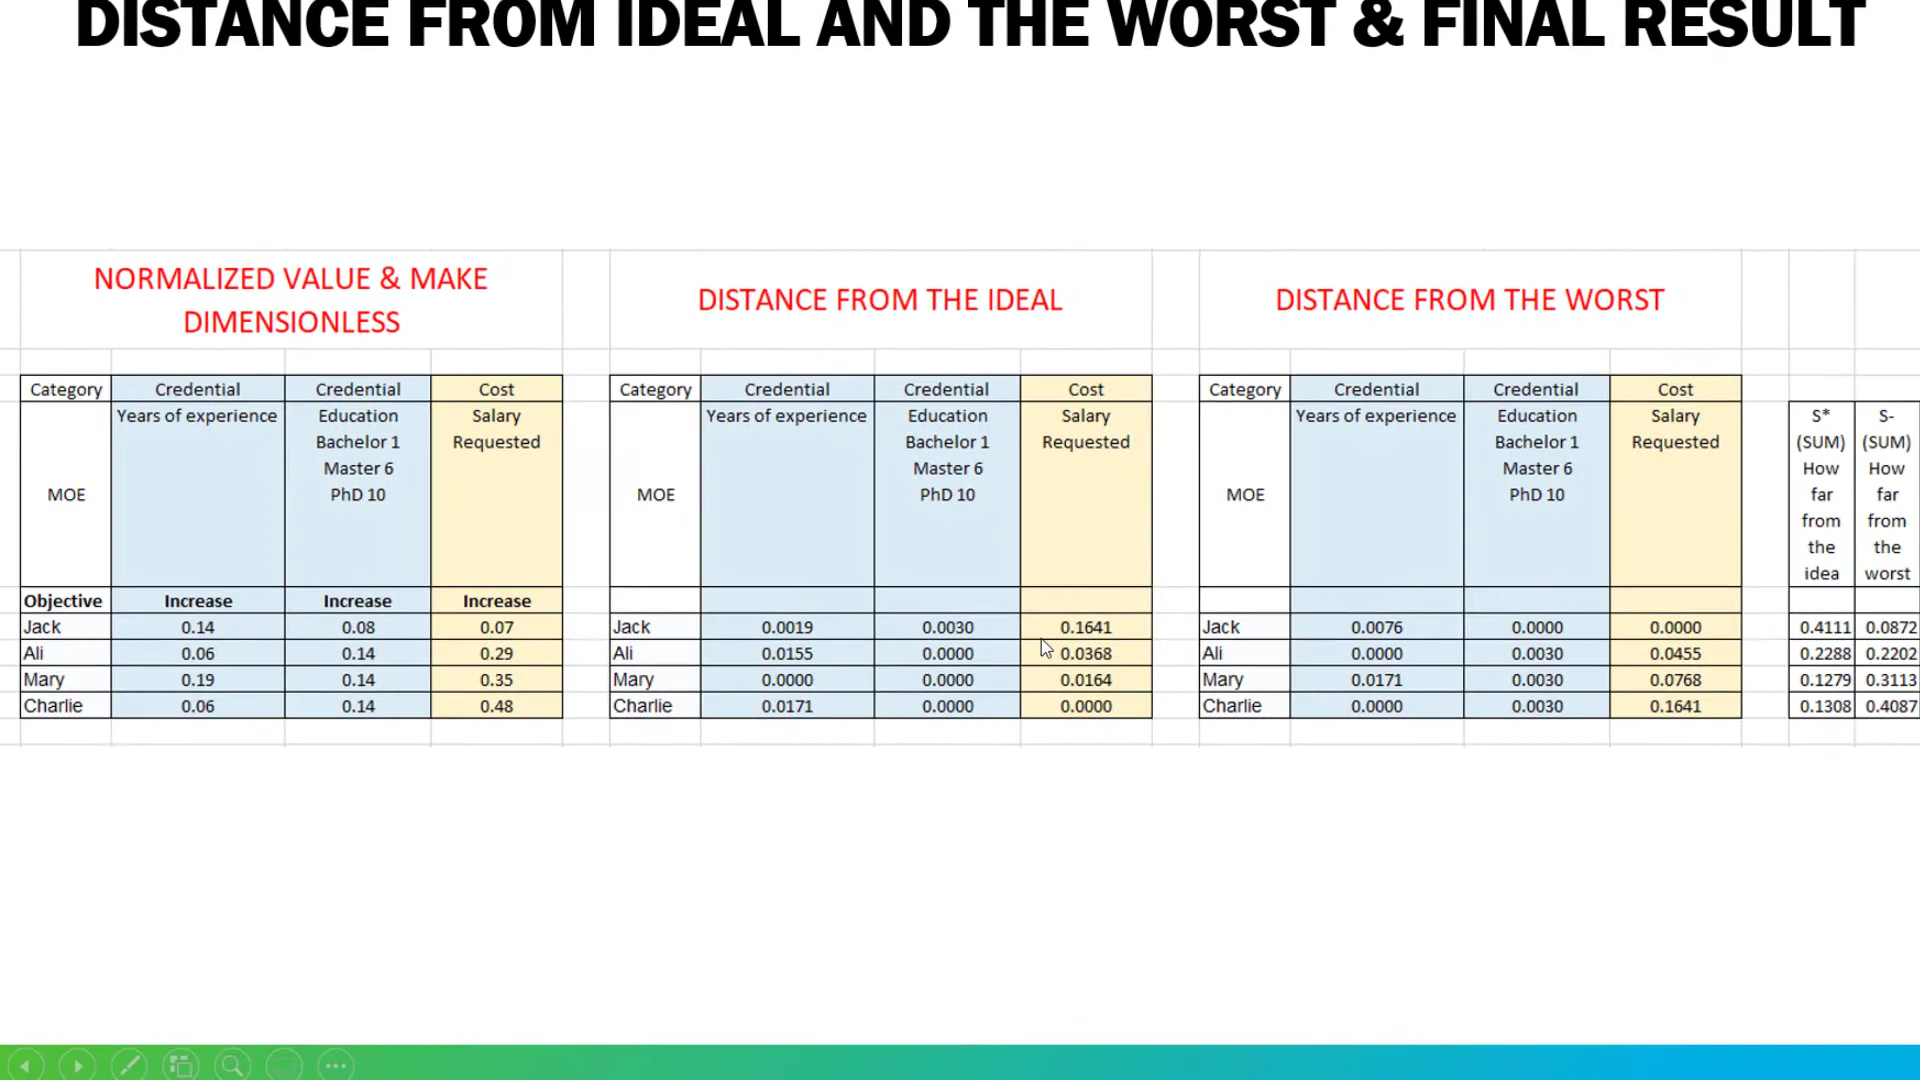 DISTANCE FROM IDEAL AND THE WORST & FINAL RESULT
NORMALIZED VALUE & MAKE
DIMENSIONLESS
Category Credential Credential Cost
MOE
Years of experience
Education
Bachelor 1
Master 6
PhD 10
Salary
Requested
Objective Increase Increase Increase
Jack 0.14 0.08 0.07
Ali 0.06 0.14 0.29
Mary 0.19 0.14 0.35
Charlie 0.06 0.14 0.48
DISTANCE FROM THE IDEAL
Category Credential Credential Cost
MOE
Years of experience
Education
Bachelor 1
Master 6
PhD 10
Salary
Requested
Jack 0.0019 0.0030 0.1641
Ali 0.0155 0.0000 0.0368
Mary 0.0000 0.0000 0.0164
Charlie 0.0171 0.0000 0.0000
DISTANCE FROM THE WORST
Category Credential Credential Cost
MOE
Years of experience
Education
Bachelor 1
Master 6
PhD 10
Salary
Requested
Jack 0.0076 0.0000 0.0000
Ali 0.0000 0.0030 0.0455
Mary 0.0171 0.0030 0.0768
Charlie 0.0000 0.0030 0.1641
S*
(SUM)
How
far
from
the
idea
S-
(SUM)
How
far
from
the
worst
0.4111 0.0872
0.2288 0.2202
0.1279 0.3113
0.1308 0.4087